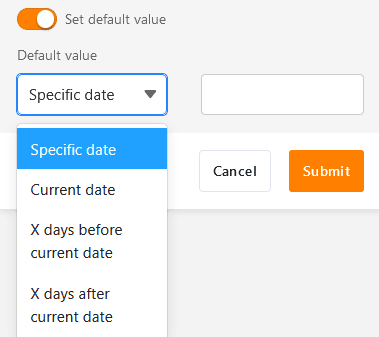 Set default value
Default value
Specific date
Specific date
Current date
X days before
current date
X days after
current date
Cancel
Submit